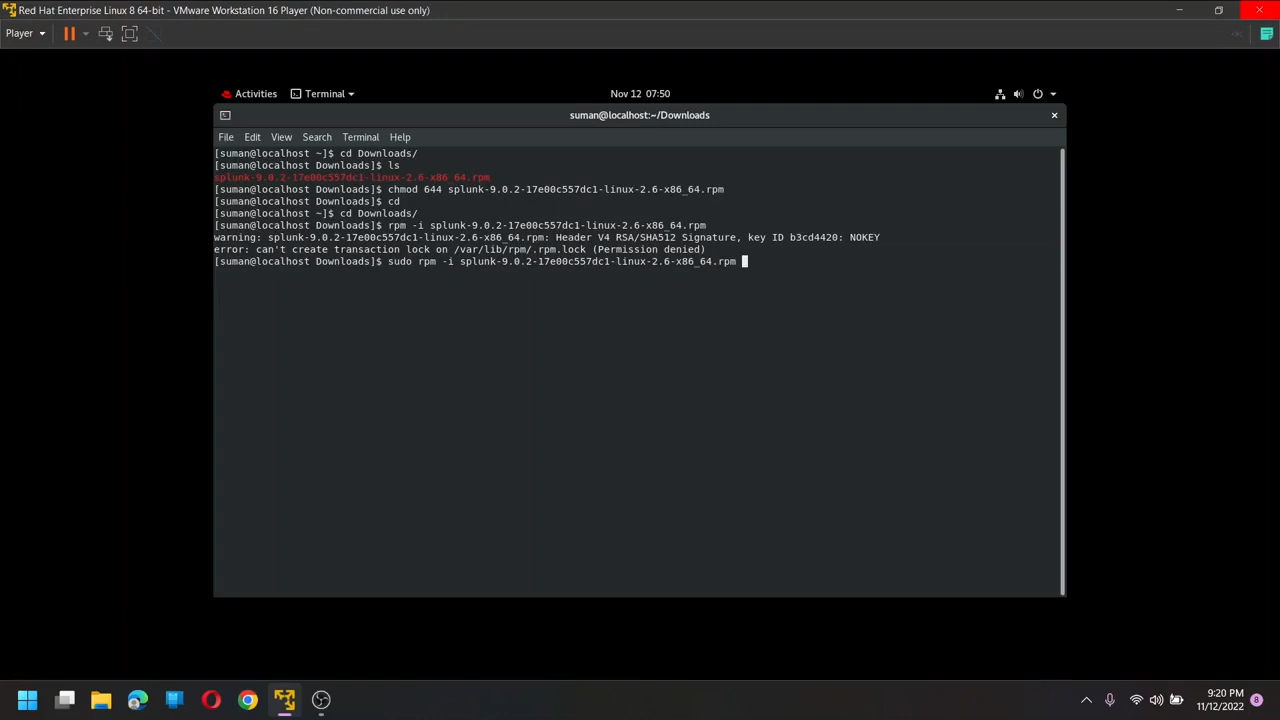 Red Hat Enterprise Linux 8 64-bit - VMware Workstation 16 Player (Non-commercial use only)
Player
Activities Terminal Nov 12 07:50
suman@localhost:~/Downloads
File Edit View Search Terminal Help
[suman@localhost ~]$ cd Downloads/
[suman@localhost Downloads]$ ls
splunk-9.0.2-17e00c557dc1-linux-2.6-x86_64.rpm
[suman@localhost Downloads]$ chmod 644 splunk-9.0.2-17e00c557dc1-linux-2.6-x86_64.rpm
[suman@localhost Downloads]$ cd
[suman@localhost ~]$ cd Downloads/
[suman@localhost Downloads]$ rpm -i splunk-9.0.2-17e00c557dc1-linux-2.6-x86_64.rpm
warning: splunk-9.0.2-17e00c557dc1-linux-2.6-x86_64.rpm: Header V4 RSA/SHA512 Signature, key ID b3cd4420: NOKEY
error: can't create transaction lock on /var/lib/rpm/.rpm.lock (Permission denied)
[suman@localhost Downloads]$ sudo rpm -i splunk-9.0.2-17e00c557dc1-linux-2.6-x86_64.rpm
9:20 PM
11/12/2022
8